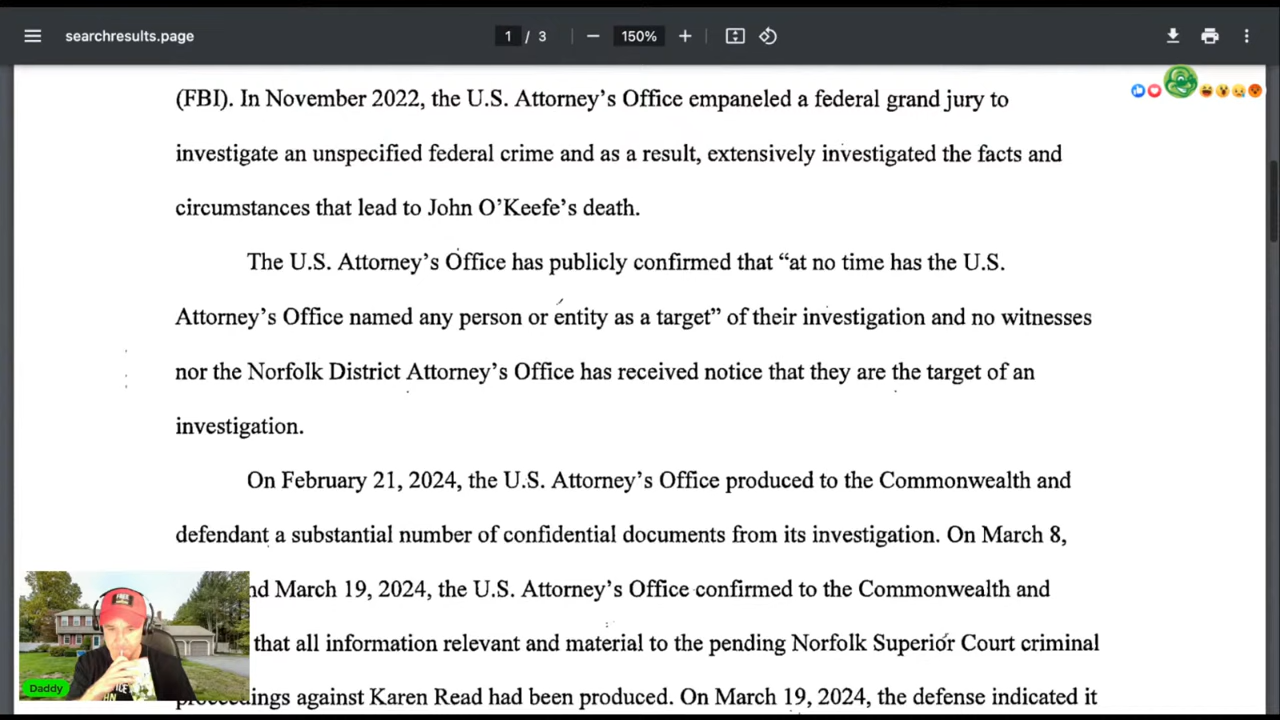 searchresults.page
1 / 3
150%
(FBI). In November 2022, the U.S. Attorney's Office empaneled a federal grand jury to
investigate an unspecified federal crime and as a result, extensively investigated the facts and
circumstances that lead to John O'Keefe's death.
The U.S. Attorney's Office has publicly confirmed that “at no time has the U.S.
Attorney's Office named any person or entity as a target” of their investigation and no witnesses
nor the Norfolk District Attorney's Office has received notice that they are the target of an
investigation.
On February 21, 2024, the U.S. Attorney's Office produced to the Commonwealth and
defendant a substantial number of confidential documents from its investigation. On March 8,
nd March 19, 2024, the U.S. Attorney's Office confirmed to the Commonwealth and
that all information relevant and material to the pending Norfolk Superior Court criminal
ings against Karen Read had been produced. On March 19, 2024, the defense indicated it
Daddy